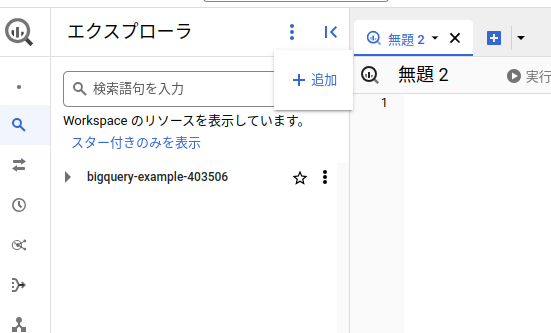 エクスプローラ
+ 追加
検索語句を入力
Workspace のリソースを表示しています。
スター付きのみを表示
bigquery-example-403506
無題 2
無題 2
実行
1